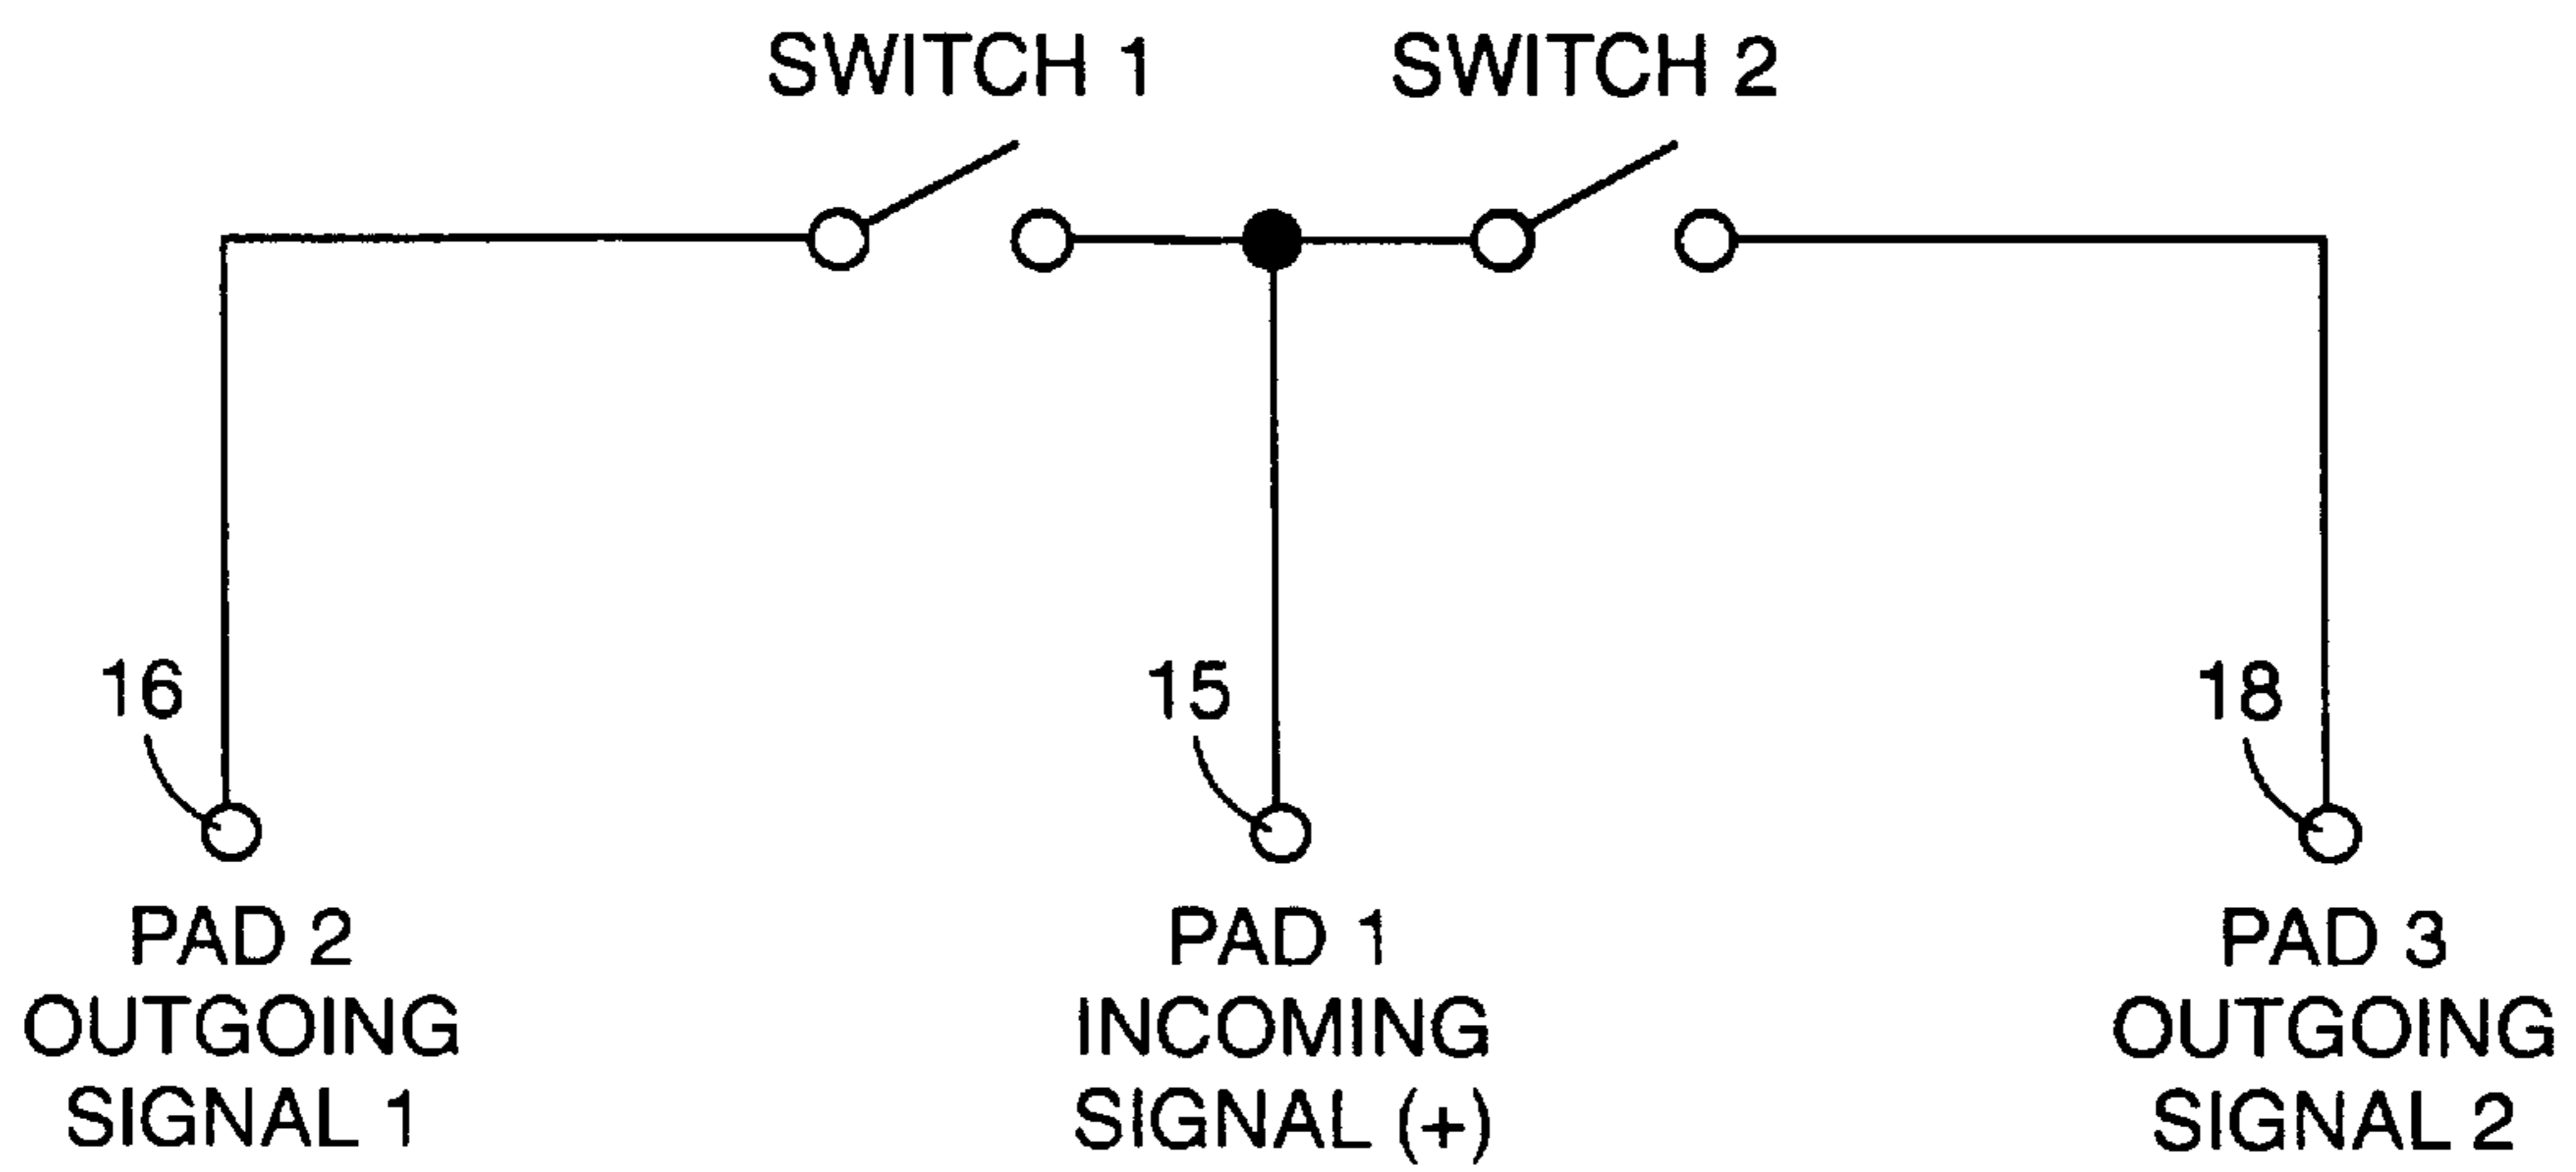 SWITCH 1 SWITCH 2
16 15 18
PAD 2 PAD 1 PAD 3
OUTGOING INCOMING OUTGOING
SIGNAL 1 SIGNAL (+) SIGNAL 2